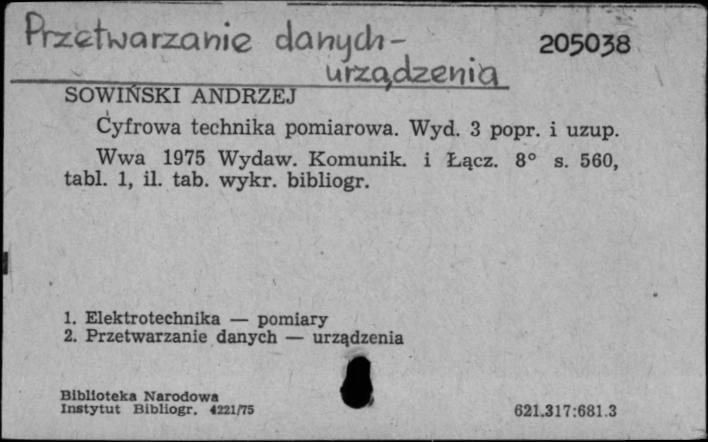 Przetwarzanie danych-
urządzenia
205038
SOWIŃSKI ANDRZEJ
Cyfrowa technika pomiarowa. Wyd. 3 popr. i uzup.
Wwa 1975 Wydaw. Komunik. i Łącz. 8° s. 560,
tabl. 1, il. tab. wykr. bibliogr.
1. Elektrotechnika — pomiary
2. Przetwarzanie danych — urządzenia
Biblioteka Narodowa
Instytut Bibliogr. 4221/75
621.317:681.3